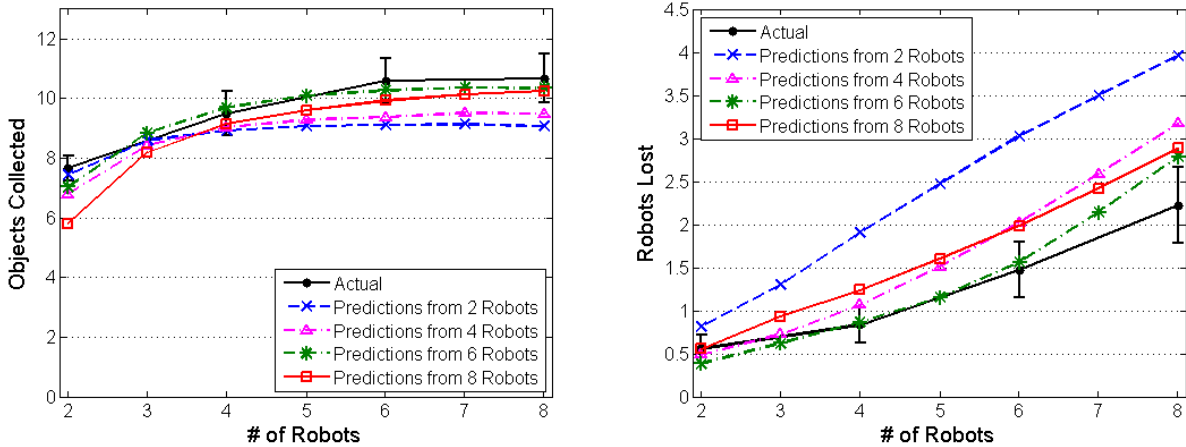 12
10
8
6
4
2
0
Objects Collected
Actual
Predictions from 2 Robots
Predictions from 4 Robots
Predictions from 6 Robots
Predictions from 8 Robots
2 3 4 5 6 7 8
# of Robots
4.5
4
3.5
3
2.5
2
1.5
1
0.5
0
Robots Lost
Actual
Predictions from 2 Robots
Predictions from 4 Robots
Predictions from 6 Robots
Predictions from 8 Robots
2 3 4 5 6 7 8
# of Robots